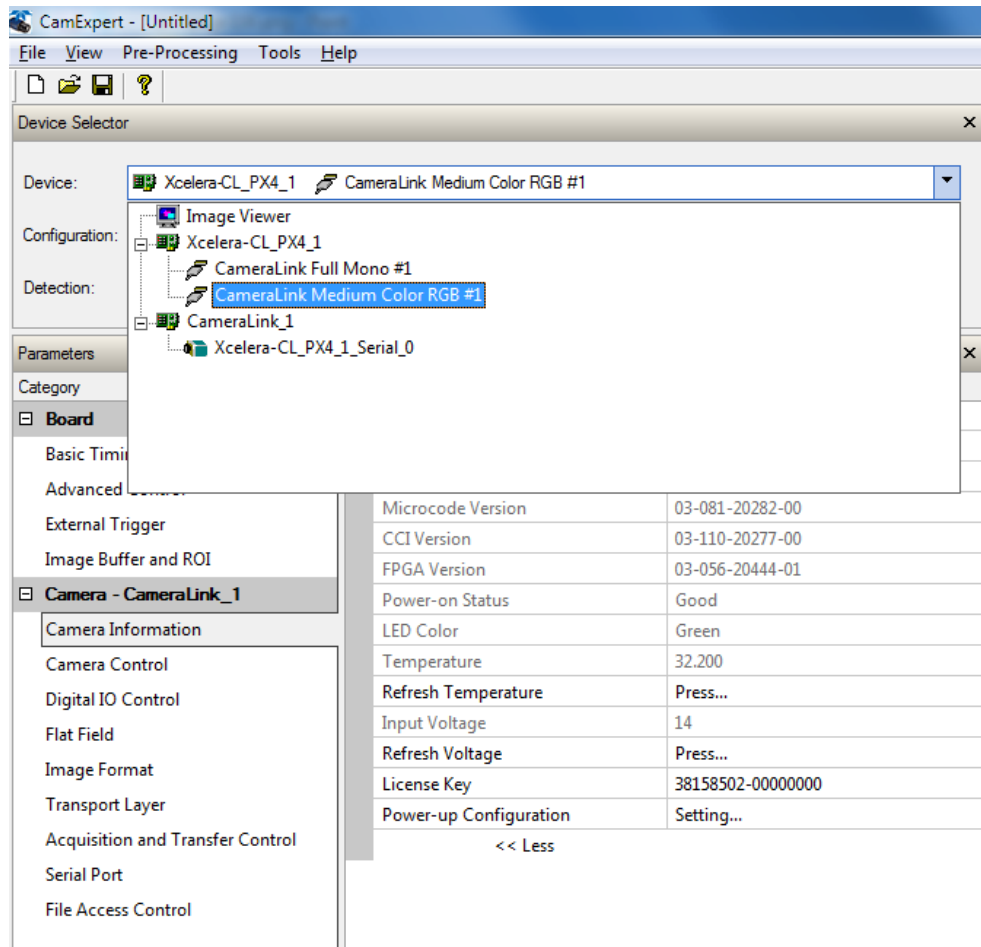 CamExpert - [Untitled]
File View Pre-Processing Tools Help
Device Selector
Device: Xcelera-CL_PX4_1 CameraLink Medium Color RGB #1
Image Viewer
Configuration: Xcelera-CL_PX4_1
CameraLink Full Mono #1
Detection: CameraLink Medium Color RGB #1
CameraLink_1
Xcelera-CL_PX4_1_Serial_0
Parameters
Category
Board
Basic Timi
Advanced
External Trigger
Image Buffer and ROI
Camera - CameraLink_1
Camera Information
Camera Control
Digital IO Control
Flat Field
Image Format
Transport Layer
Acquisition and Transfer Control
Serial Port
File Access Control
Microcode Version 03-081-20282-00
CCI Version 03-110-20277-00
FPGA Version 03-056-20444-01
Power-on Status Good
LED Color Green
Temperature 32.200
Refresh Temperature Press...
Input Voltage 14
Refresh Voltage Press...
License Key 38158502-00000000
Power-up Configuration Setting...
<< Less